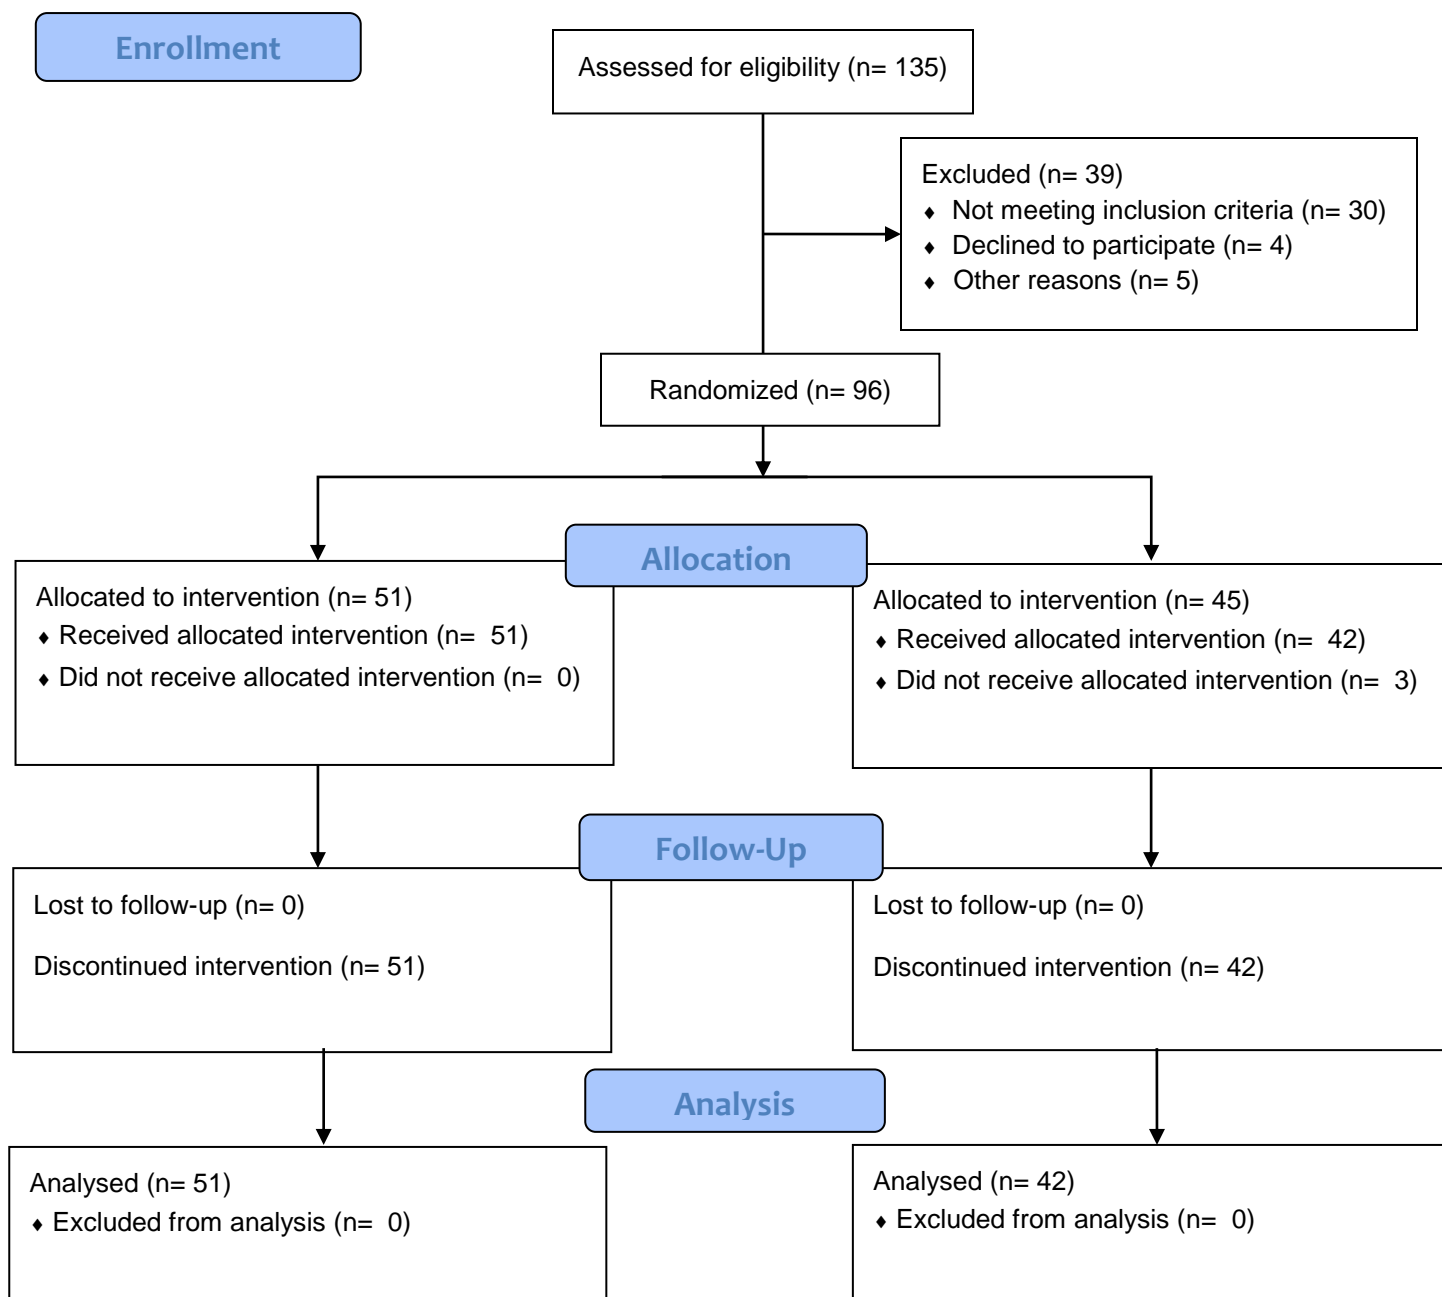 Enrollment
Assessed for eligibility (n= 135)
Excluded (n= 39)
♦ Not meeting inclusion criteria (n= 30)
♦ Declined to participate (n= 4)
♦ Other reasons (n= 5)
Randomized (n= 96)
Allocation
Allocated to intervention (n= 51)
♦ Received allocated intervention (n= 51)
♦ Did not receive allocated intervention (n= 0)
Allocated to intervention (n= 45)
♦ Received allocated intervention (n= 42)
♦ Did not receive allocated intervention (n= 3)
Follow-Up
Lost to follow-up (n= 0)
Discontinued intervention (n= 51)
Lost to follow-up (n= 0)
Discontinued intervention (n= 42)
Analysis
Analysed (n= 51)
♦ Excluded from analysis (n= 0)
Analysed (n= 42)
♦ Excluded from analysis (n= 0)